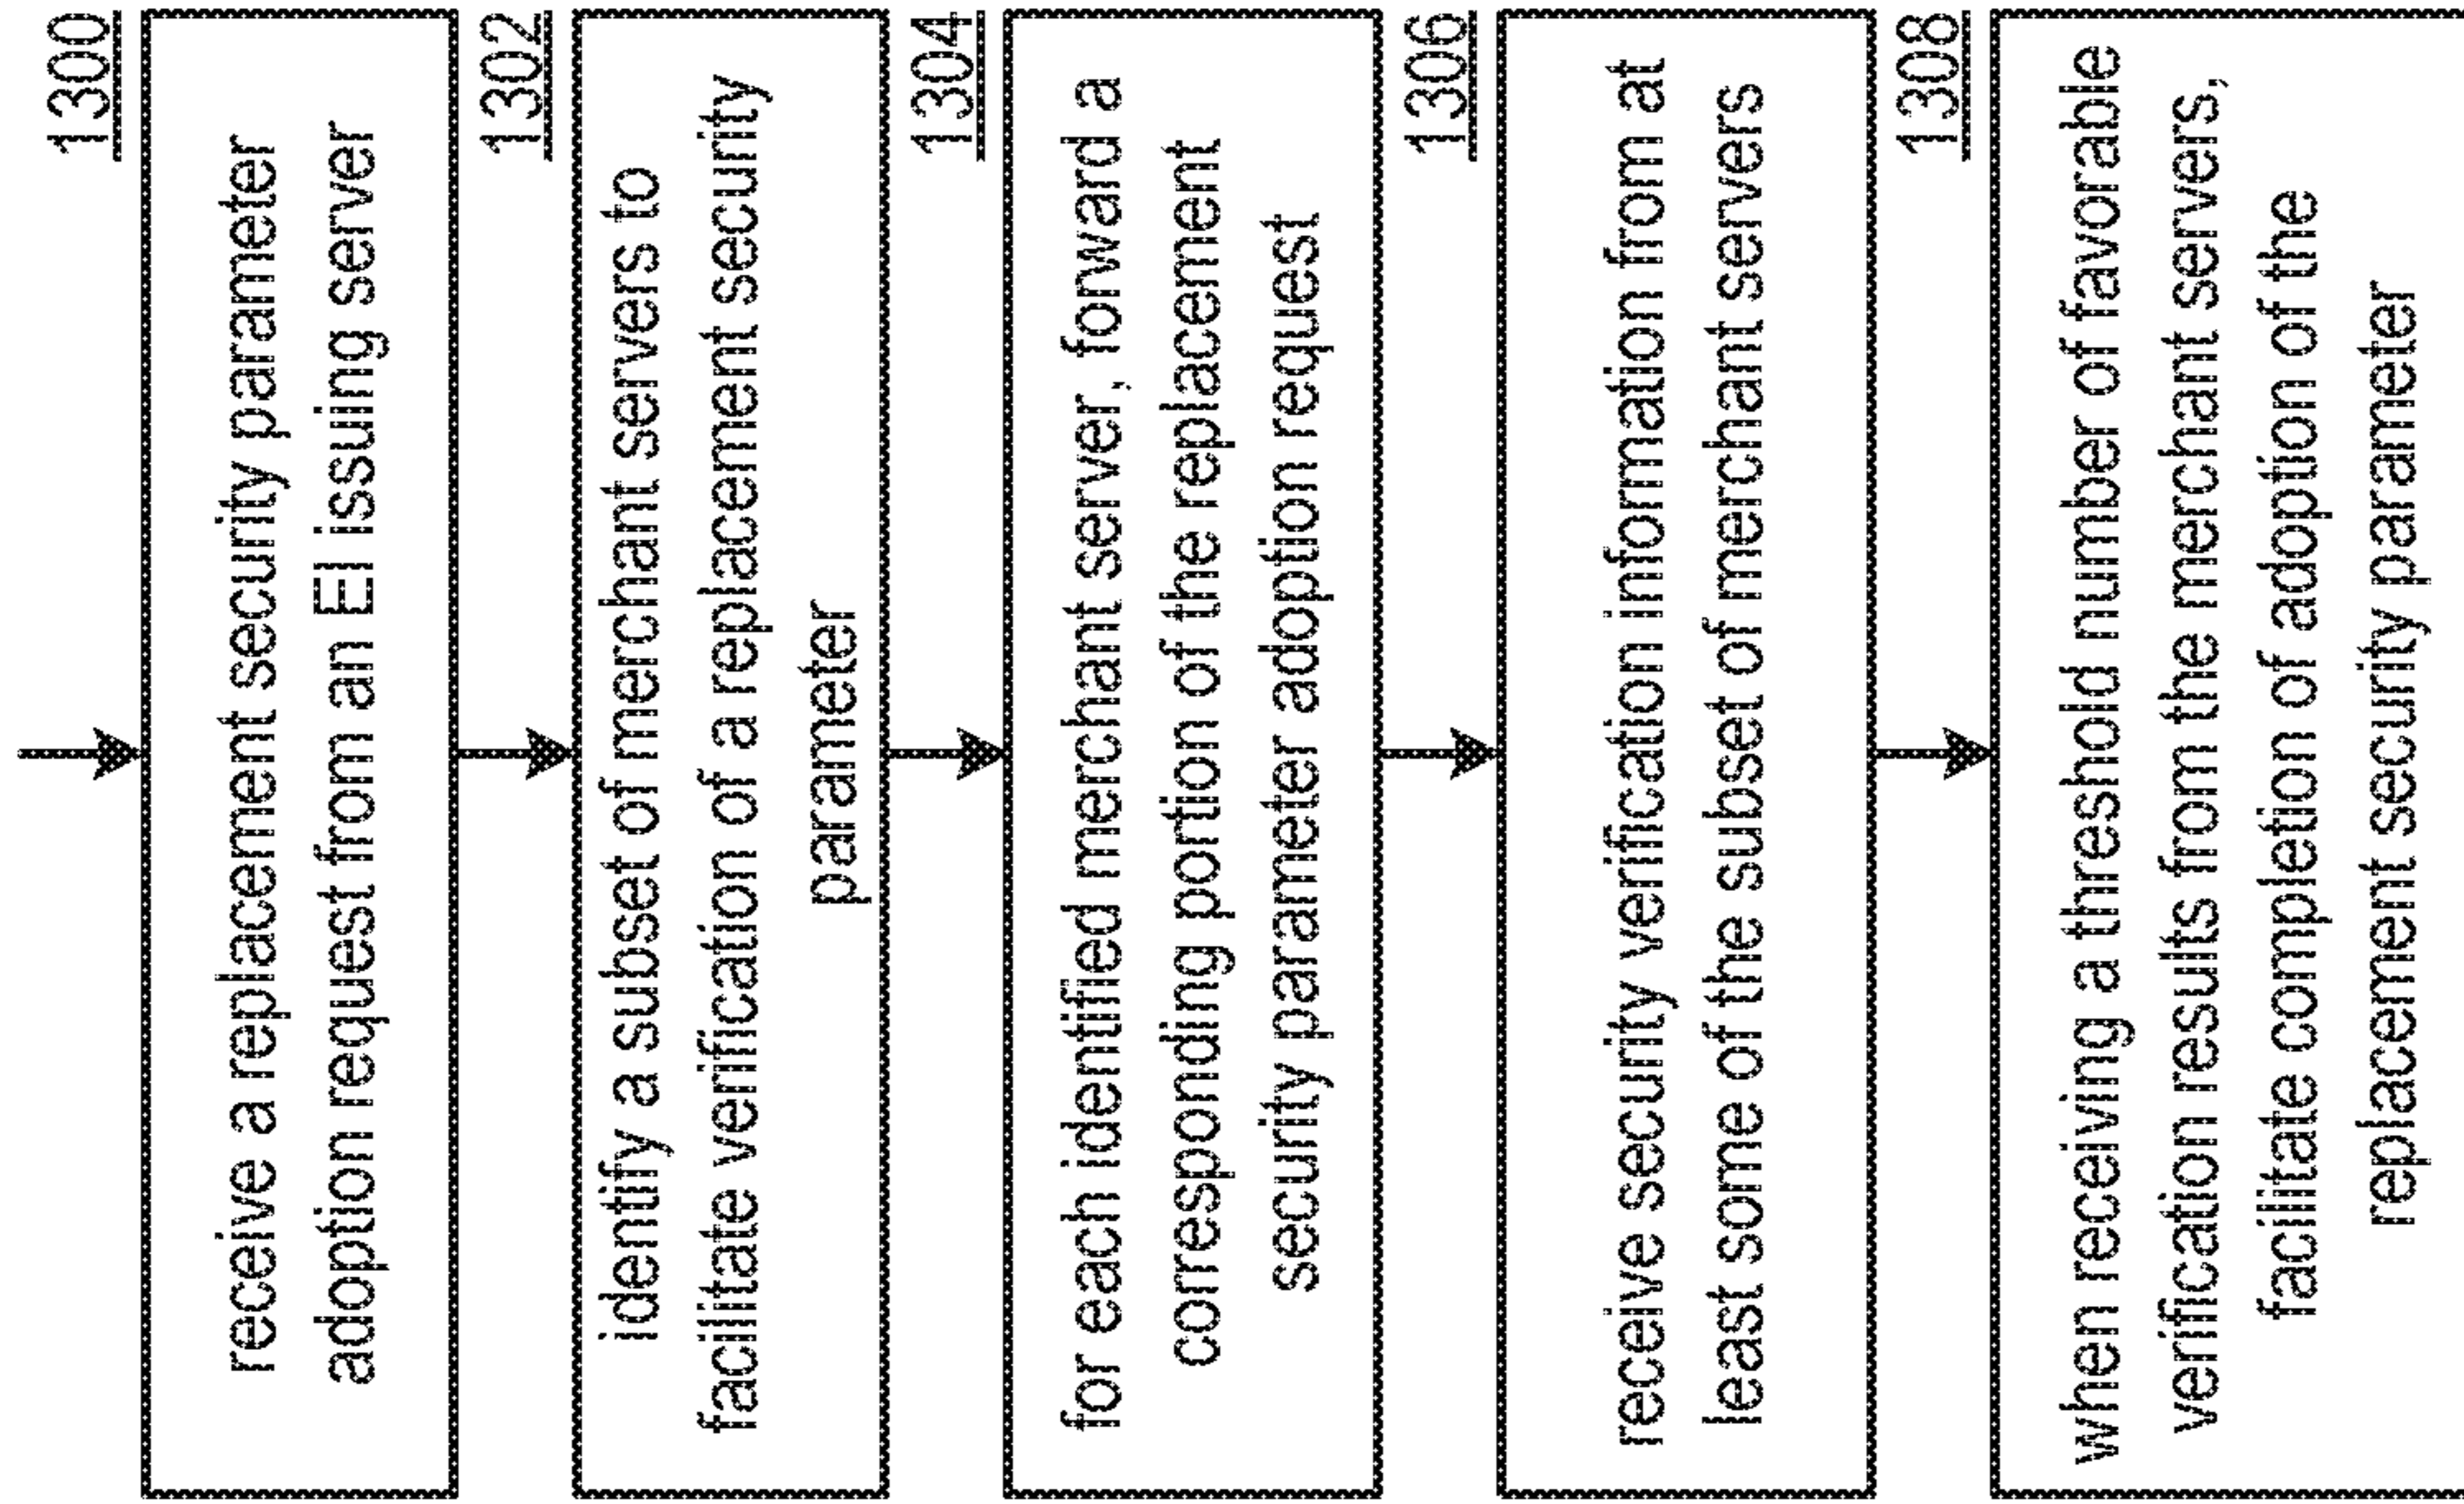 1300
receive a replacement security parameter
adoption request from an EI issuing server
1302
identify a subset of merchant servers to
facilitate verification of a replacement security
parameter
1304
for each identified merchant server, forward a
corresponding portion of the replacement
security parameter adoption request
1306
receive security verification information from at
least some of the subset of merchant servers
1308
when receiving a threshold number of favorable
verification results from the merchant servers,
facilitate completion of adoption of the
replacement security parameter